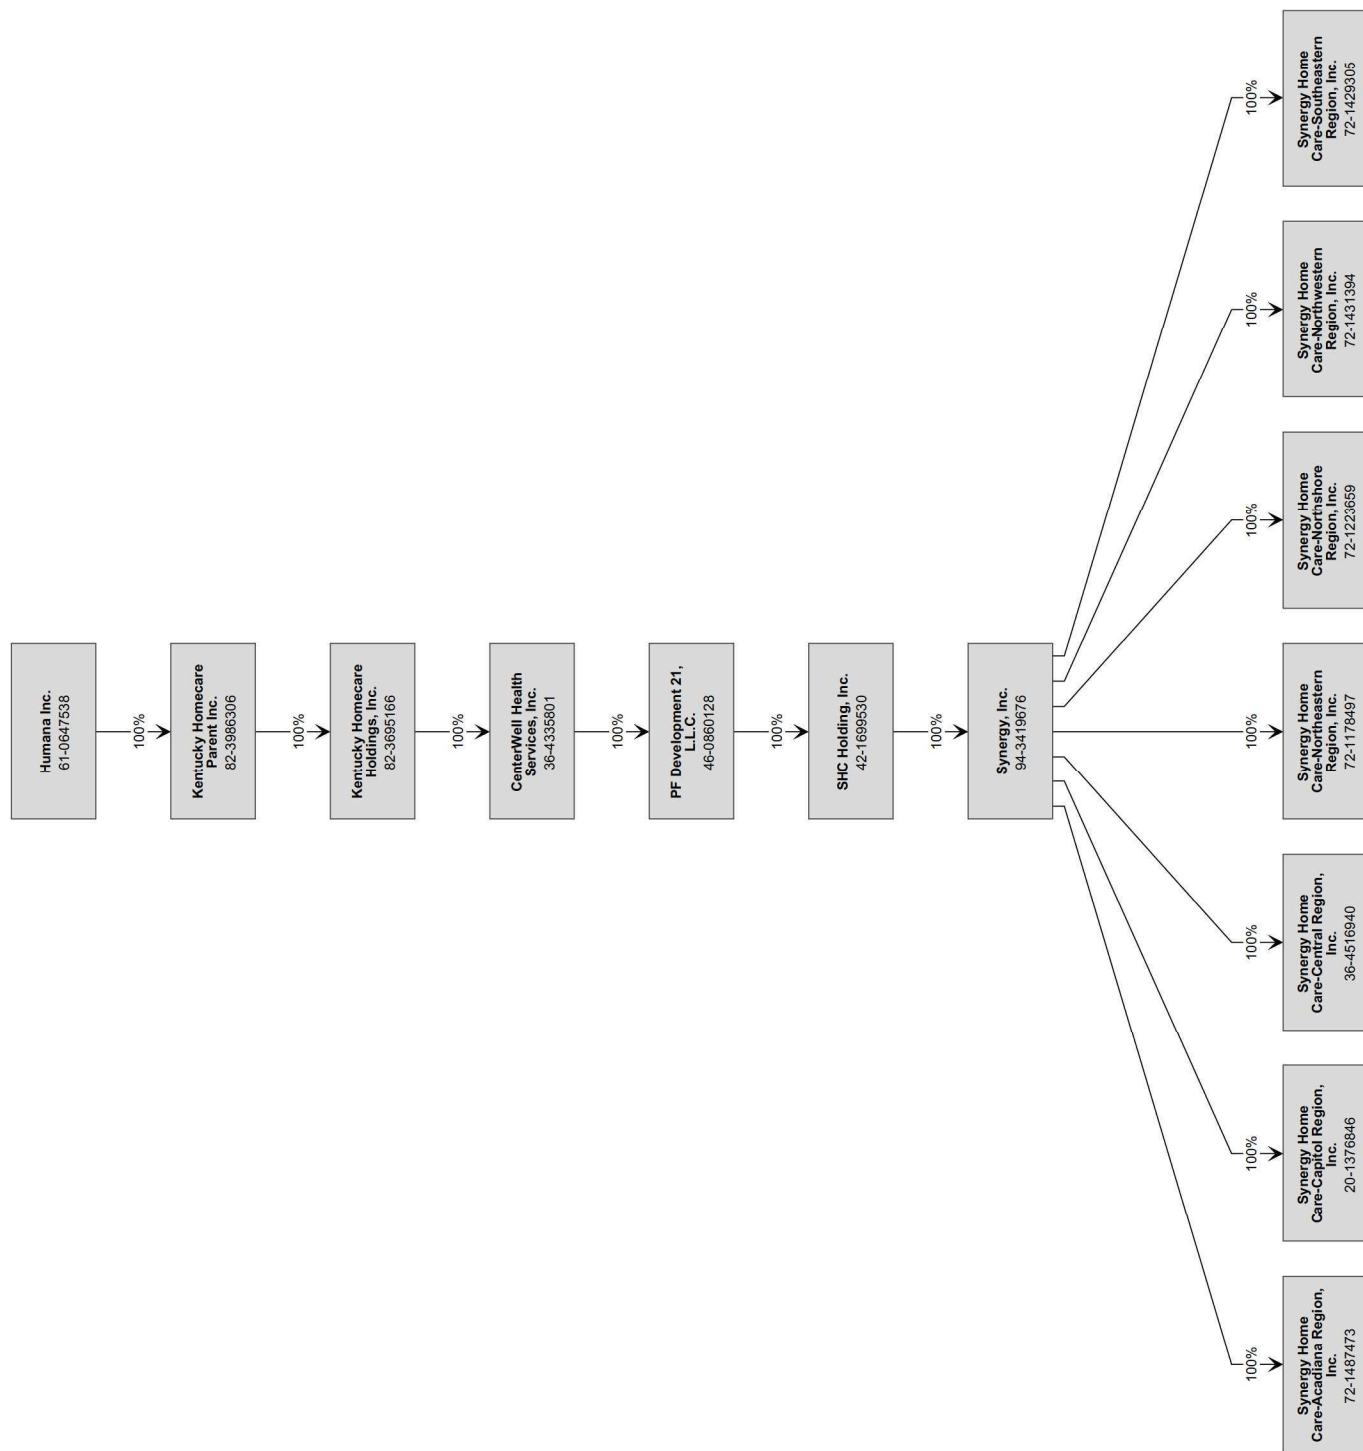 Humana Inc.
61-0647538
100%
Kentucky Homecare
Parent Inc.
82-3986306
100%
Kentucky Homecare
Holdings, Inc.
82-3695166
100%
CenterWell Health
Services, Inc.
36-4335801
100%
PF Development 21,
L.L.C.
46-0860128
100%
SHC Holding, Inc.
42-1699530
100%
Synergy, Inc.
94-3419676
100%
100%
100%
100%
100%
100%
100%
Synergy Home
Care-Acadiana Region,
Inc.
72-1487473
Synergy Home
Care-Capitol Region,
Inc.
20-1376846
Synergy Home
Care-Central Region,
Inc.
36-4516940
Synergy Home
Care-Northeastern
Region, Inc.
72-1178497
Synergy Home
Care-Northshore
Region, Inc.
72-1223659
Synergy Home
Care-Northwestern
Region, Inc.
72-1431394
Synergy Home
Care-Southeastern
Region, Inc.
72-1429305